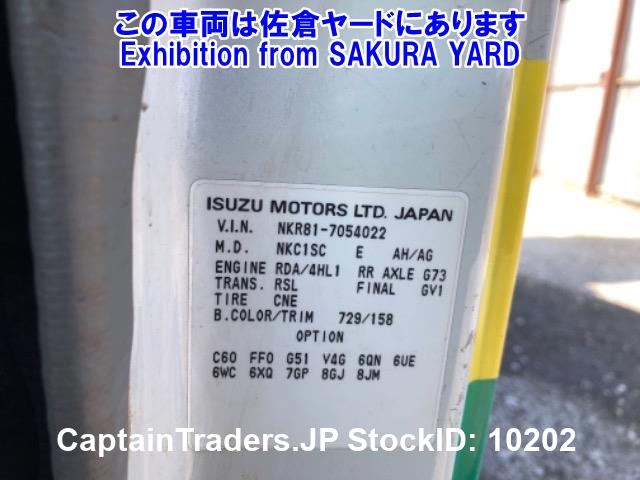 この車両は佐倉ヤードにあります
Exhibition from SAKURA YARD
ISUZU MOTORS LTD. JAPAN
V.I.N. NKR81-7054022
M.D. NKC1SC E AH/AG
ENGINE RDA/4HL1 RR AXLE G73
TRANS. RSL FINAL GV1
TIRE CNE
B.COLOR/TRIM 729/158
OPTION
C60 FF0 G51 V4G 6QN 6UE
6WC 6XQ 7GP 8GJ 8JM
CaptainTraders.JP StockID: 10202